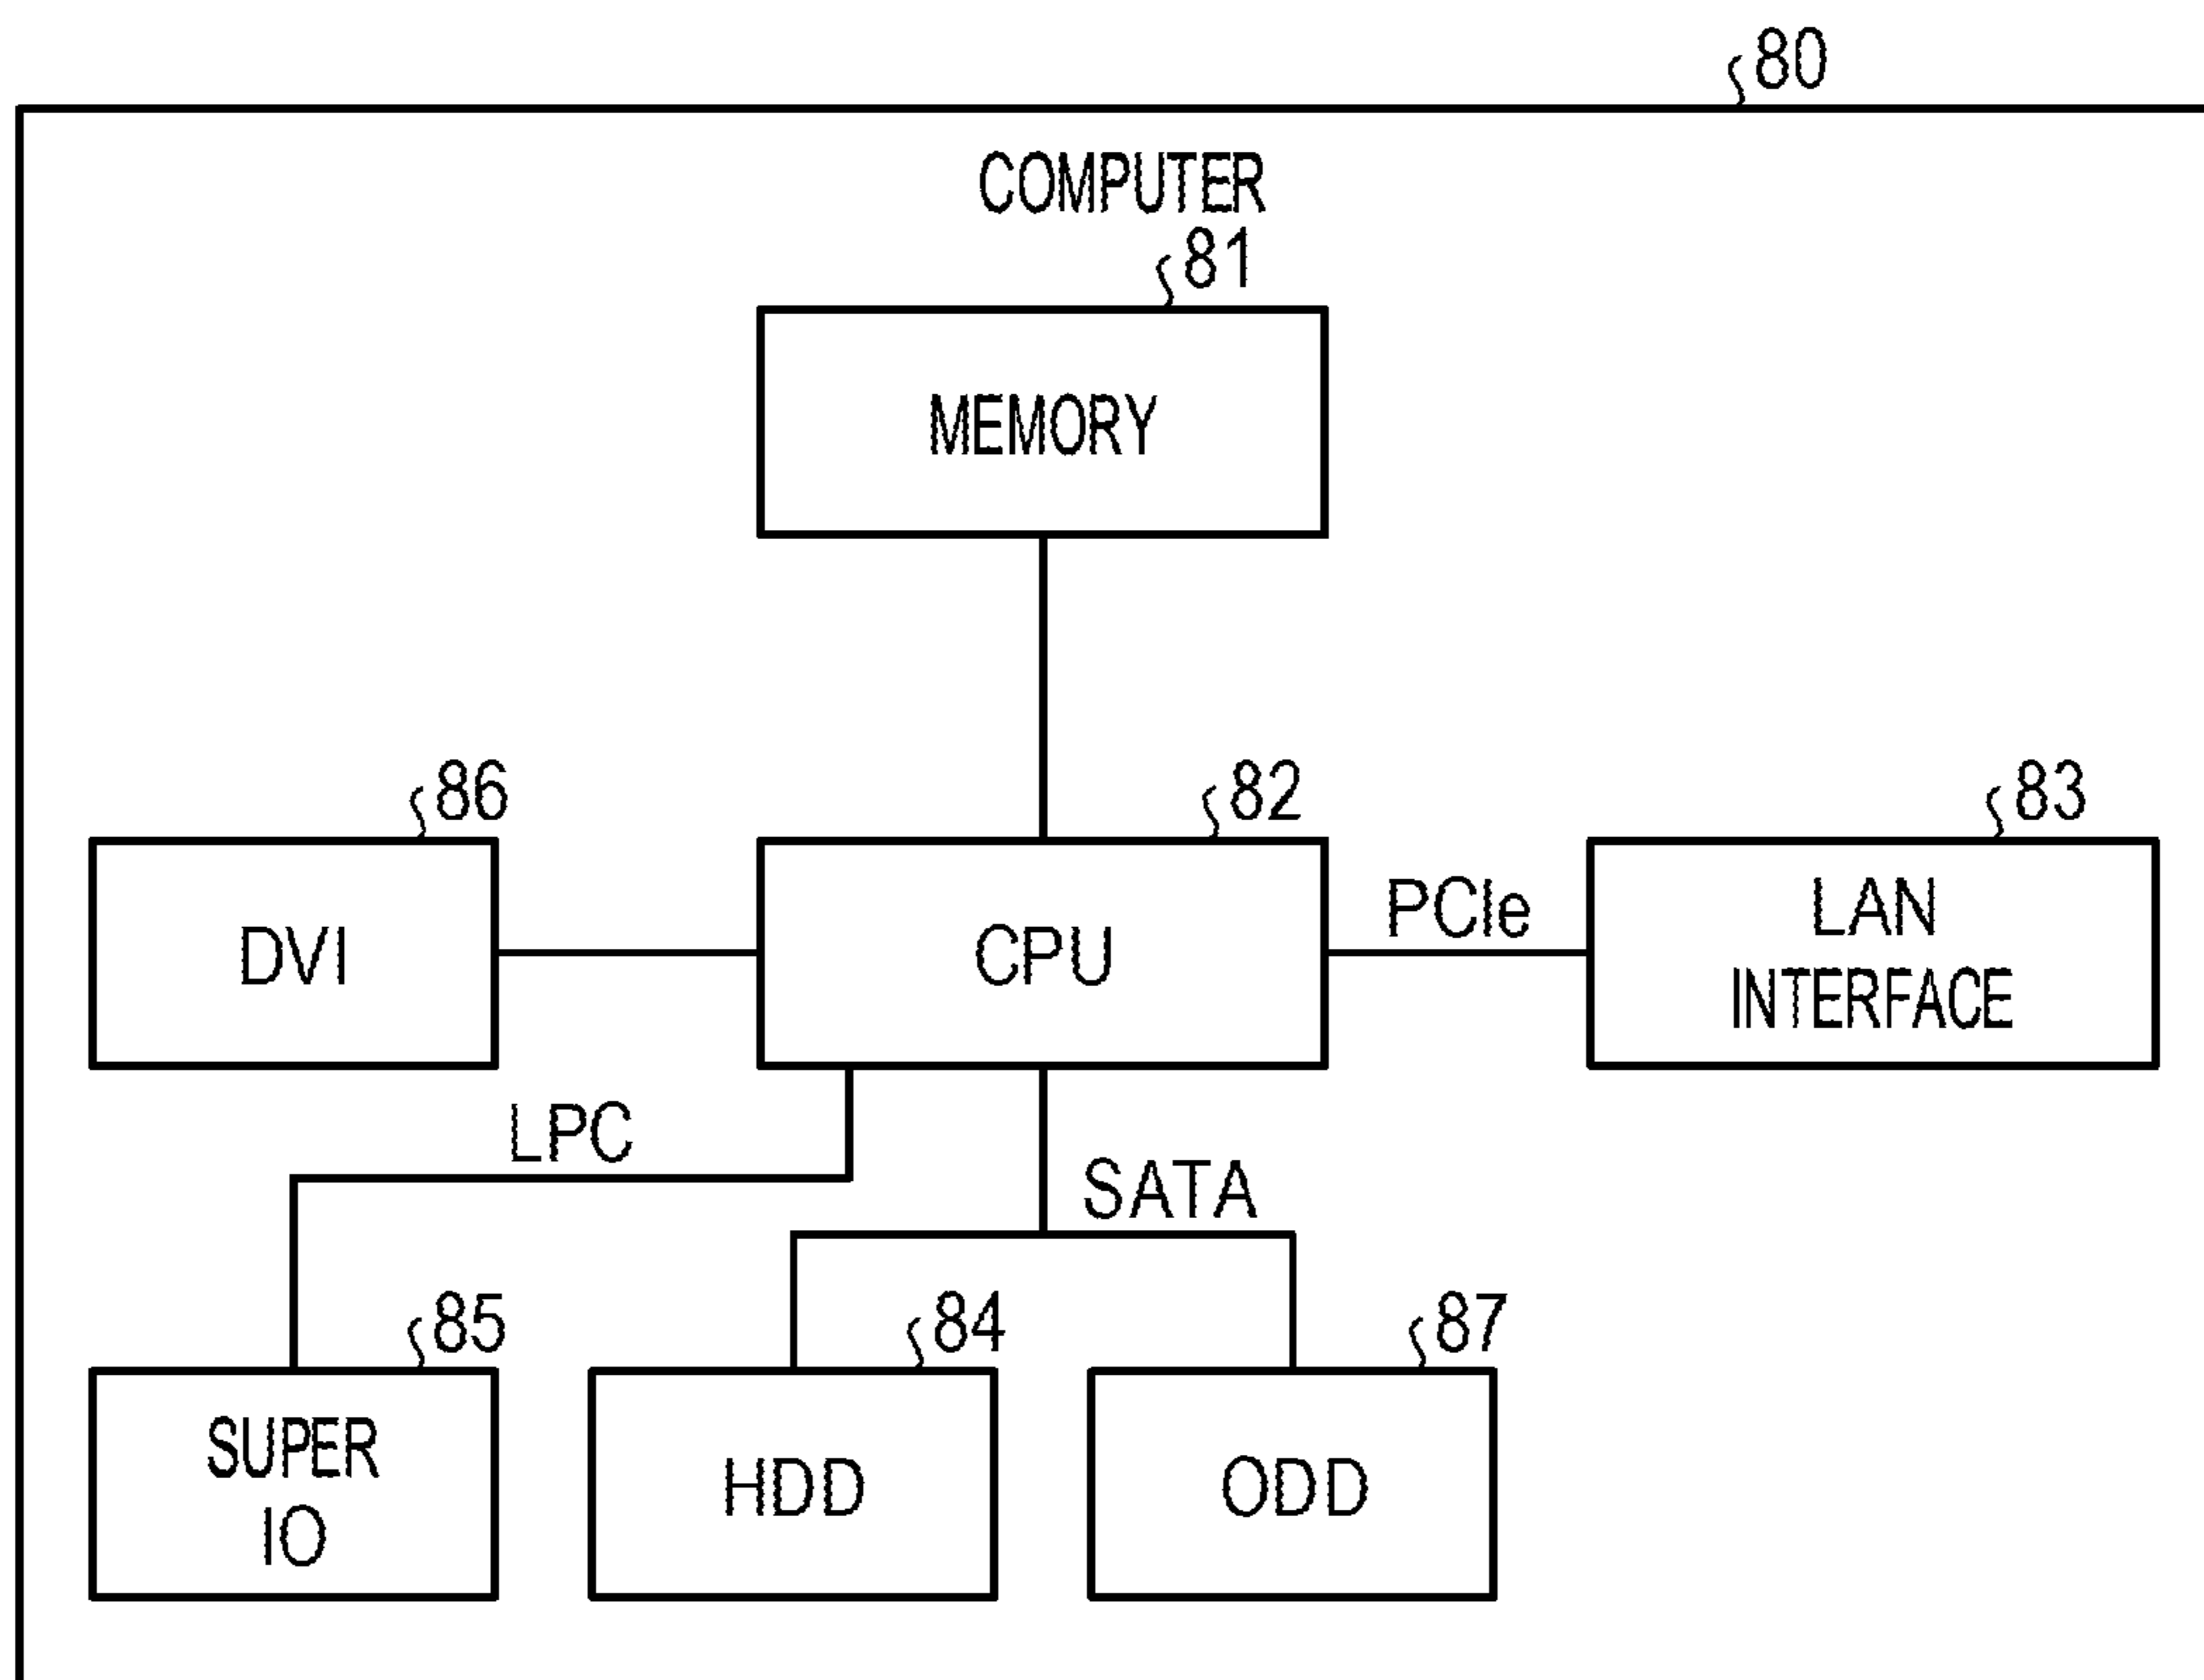 80
COMPUTER
81
MEMORY
86
82
83
DVI
CPU
PCIe
LAN
INTERFACE
LPC
SATA
85
84
87
SUPER
IO
HDD
ODD